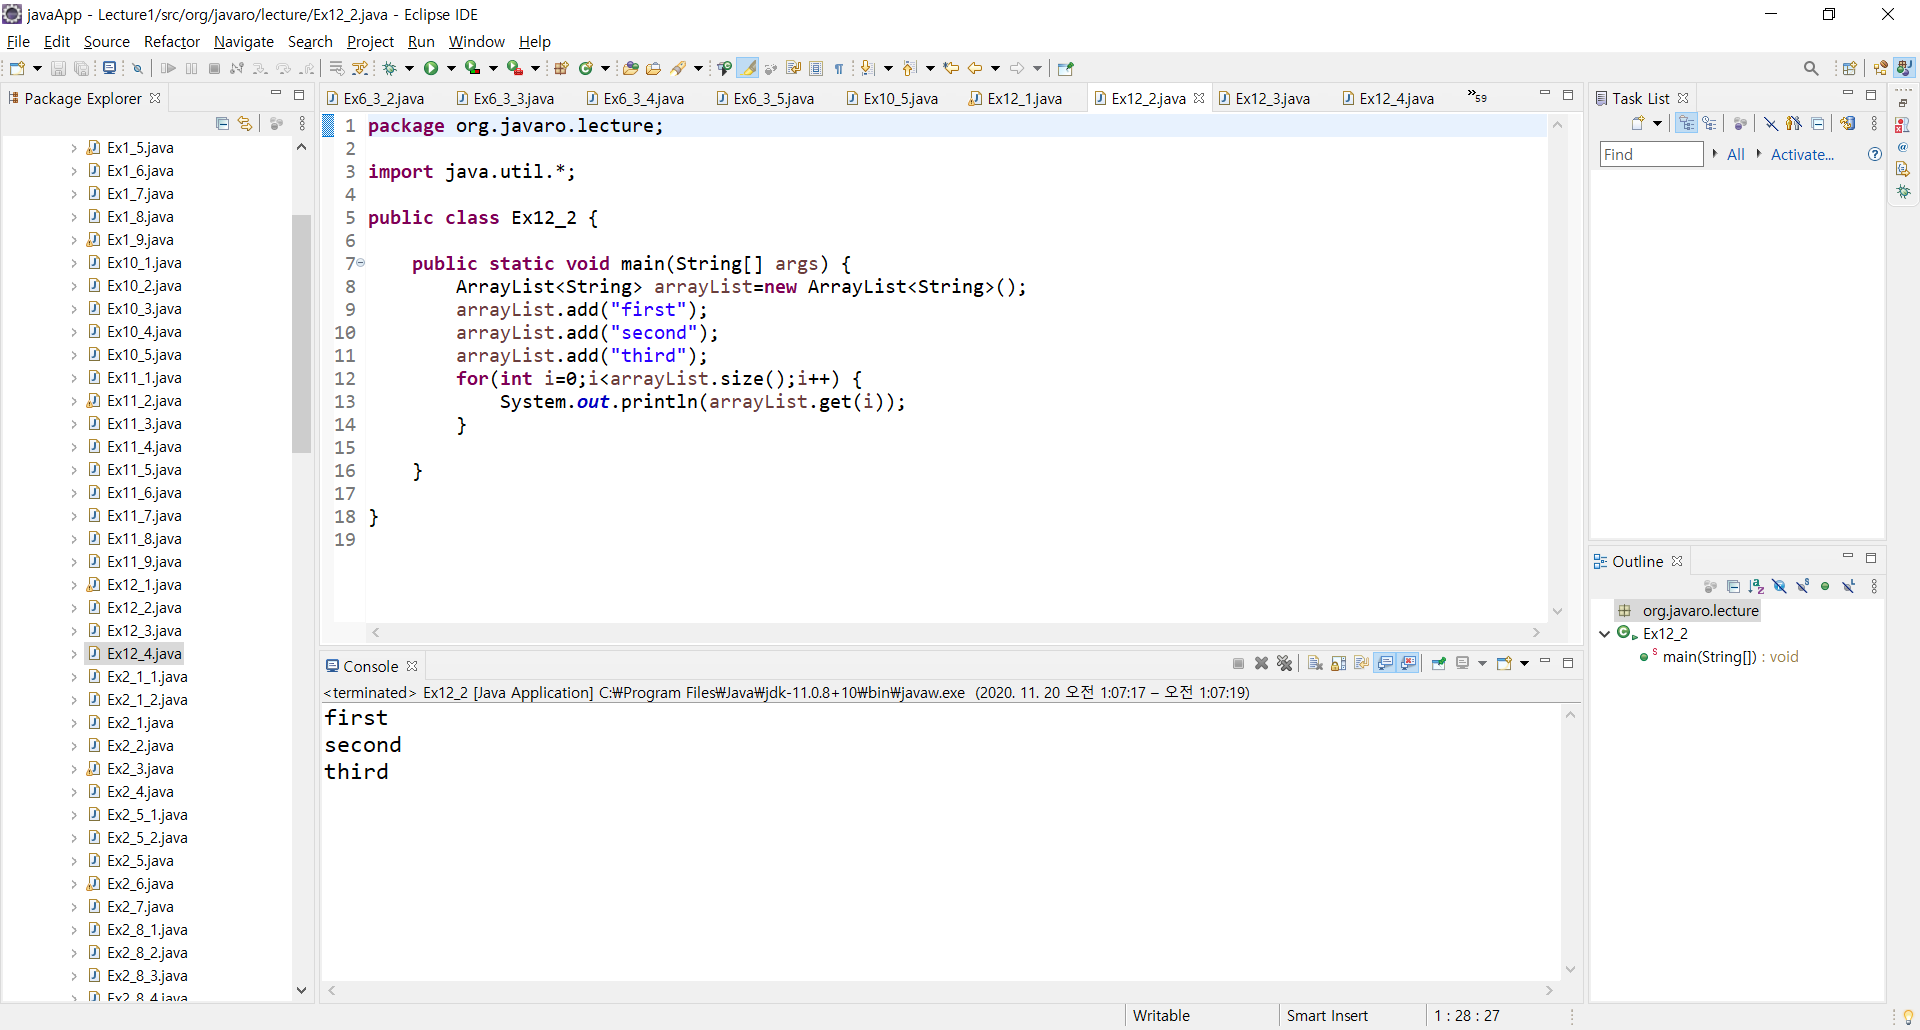 javaApp - Lecture1/src/org/javaro/lecture/Ex12_2.java - Eclipse IDE
File Edit Source Refactor Navigate Search Project Run Window Help
Package Explorer
Ex1_5.java
Ex1_6.java
Ex1_7.java
Ex1_8.java
Ex1_9.java
Ex10_1.java
Ex10_2.java
Ex10_3.java
Ex10_4.java
Ex10_5.java
Ex11_1.java
Ex11_2.java
Ex11_3.java
Ex11_4.java
Ex11_5.java
Ex11_6.java
Ex11_7.java
Ex11_8.java
Ex11_9.java
Ex12_1.java
Ex12_2.java
Ex12_3.java
Ex12_4.java
Ex2_1_1.java
Ex2_1_2.java
Ex2_1.java
Ex2_2.java
Ex2_3.java
Ex2_4.java
Ex2_5_1.java
Ex2_5_2.java
Ex2_5.java
Ex2_6.java
Ex2_7.java
Ex2_8_1.java
Ex2_8_2.java
Ex2_8_3.java
Ex2_8_4.java
Ex6_3_2.java Ex6_3_3.java Ex6_3_4.java Ex6_3_5.java Ex10_5.java Ex12_1.java Ex12_2.java Ex12_3.java Ex12_4.java »59
1 package org.javaro.lecture;
2
3 import java.util.*;
4
5 public class Ex12_2 {
6
7 public static void main(String[] args) {
8 ArrayList<String> arrayList=new ArrayList<String>();
9 arrayList.add("first");
10 arrayList.add("second");
11 arrayList.add("third");
12 for(int i=0;i<arrayList.size();i++) {
13 System.out.println(arrayList.get(i));
14 }
15
16 }
17
18 }
19
Console
<terminated> Ex12_2 [Java Application] C:₩Program Files₩Java₩jdk-11.0.8+10₩bin₩javaw.exe (2020. 11. 20 오전 1:07:17 – 오전 1:07:19)
first
second
third
Task List
Find All Activate...
Outline
org.javaro.lecture
Ex12_2
main(String[]) : void
Writable Smart Insert 1 : 28 : 27